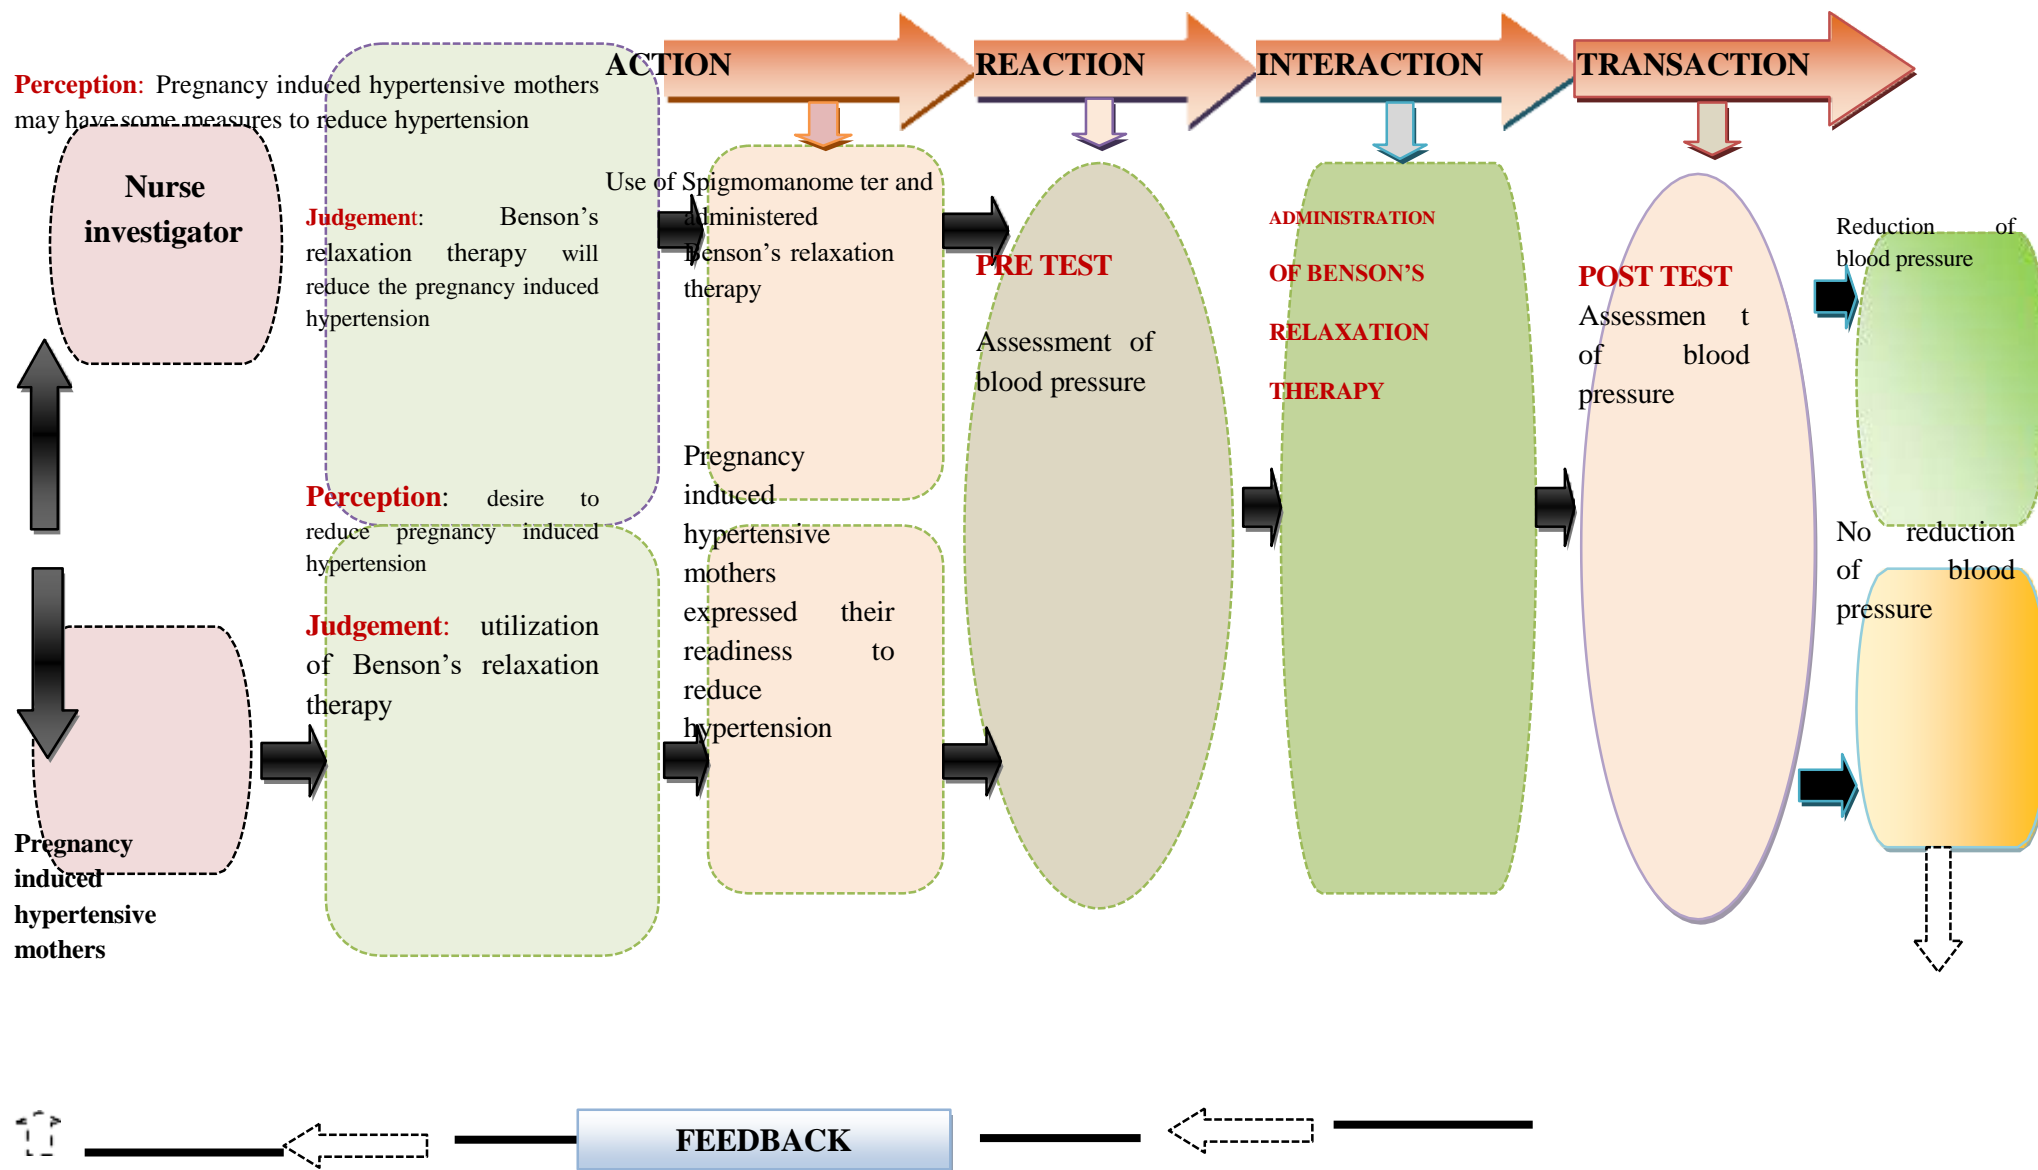 ACTION
REACTION
INTERACTION
TRANSACTION
Perception: Pregnancy induced hypertensive mothers
may have some measures to reduce hypertension
Nurse
investigator
Judgement: Benson’s
relaxation therapy will
reduce the pregnancy induced
hypertension
Use of Spigmomanome ter and
administered
Benson’s relaxation
therapy
PRE TEST
Assessment of
blood pressure
ADMINISTRATION
OF BENSON’S
RELAXATION
THERAPY
POST TEST
Assessmen t
of blood
pressure
Reduction of
blood pressure
Perception: desire to
reduce pregnancy induced
hypertension
Judgement: utilization
of Benson’s relaxation
therapy
Pregnancy
induced
hypertensive
mothers
expressed their
readiness to
reduce
hypertension
No reduction
of blood
pressure
Pregnancy
induced
hypertensive
mothers
FEEDBACK